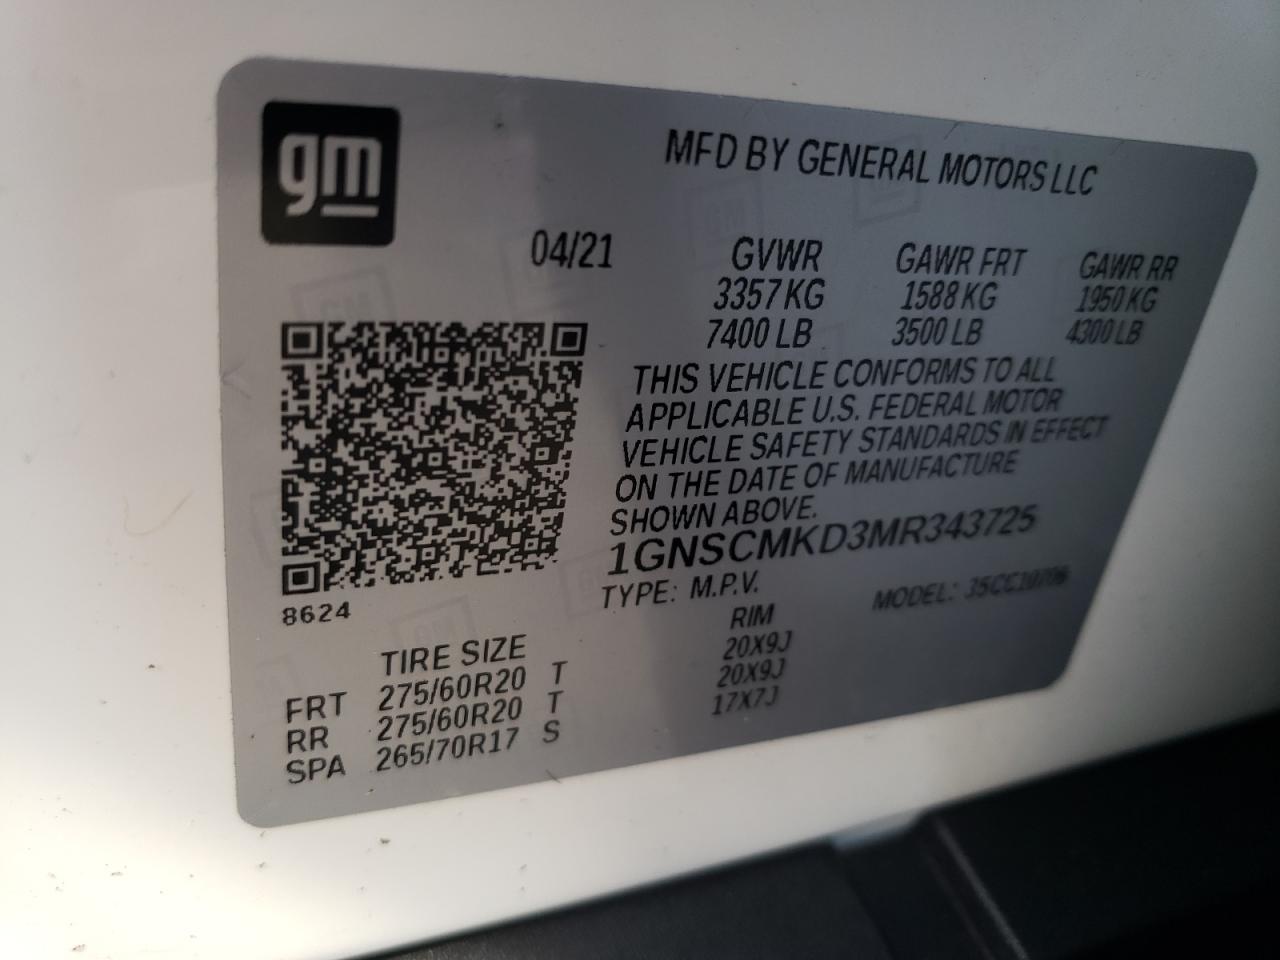 gm
MFD BY GENERAL MOTORS LLC
04/21 GVWR GAWR FRT GAWR RR
3357 KG 1588 KG 1950 KG
7400 LB 3500 LB 4300 LB
THIS VEHICLE CONFORMS TO ALL
APPLICABLE U.S. FEDERAL MOTOR
VEHICLE SAFETY STANDARDS IN EFFECT
ON THE DATE OF MANUFACTURE
SHOWN ABOVE.
1GNSCMKD3MR343725
TYPE: M.P.V. MODEL:
8624
TIRE SIZE RIM
FRT 275/60R20 T 20X9J
RR 275/60R20 T 20X9J
SPA 265/70R17 S 17X7J